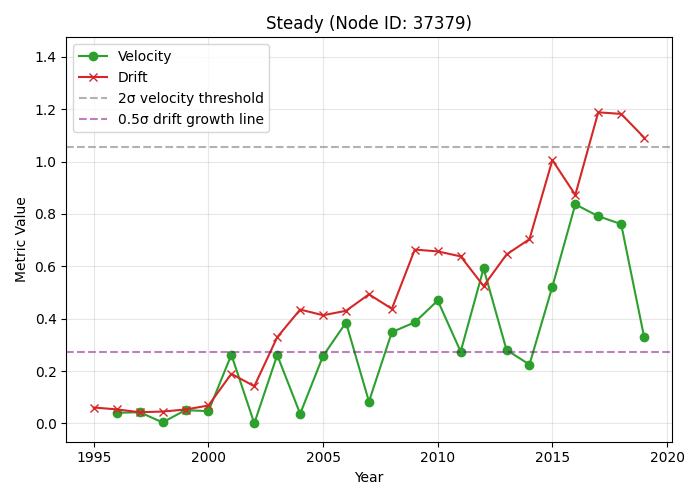 Steady (Node ID: 37379)
Velocity
Drift
2σ velocity threshold
0.5σ drift growth line
Metric Value
1.4
1.2
1.0
0.8
0.6
0.4
0.2
0.0
1995 2000 2005 2010 2015 2020
Year